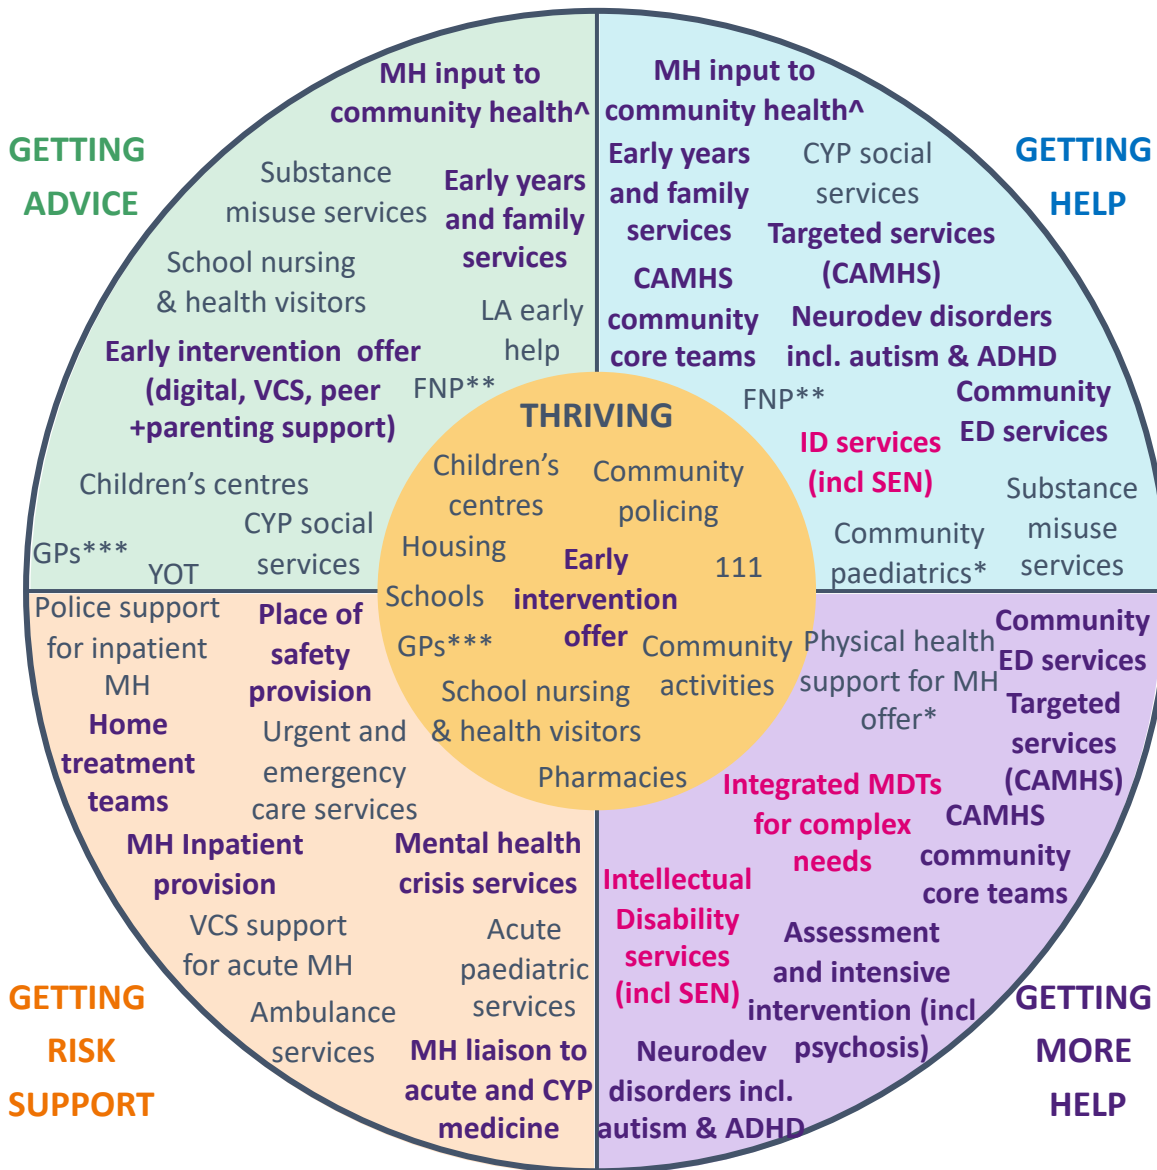 GETTING
ADVICE
MH input to
community health^
Substance
misuse services
Early years
and family
services
School nursing
& health visitors
LA early
help
Early intervention  offer
(digital, VCS, peer
+parenting support)
FNP**
Children’s centres
CYP social
services
GPs***
YOT
GETTING
HELP
MH input to
community health^
Early years
and family
services
CYP social
services
Targeted services
(CAMHS)
CAMHS
community
core teams
Neurodev disorders
incl. autism & ADHD
FNP**
Community
ED services
ID services
(incl SEN)
Substance
misuse
services
Community
paediatrics*
THRIVING
Children’s
centres
Community
policing
Housing
Early
intervention
offer
111
Schools
GPs***
Community
activities
School nursing
& health visitors
Pharmacies
Police support
for inpatient
MH
Place of
safety
provision
Home
treatment
teams
Urgent and
emergency
care services
MH Inpatient
provision
Mental health
crisis services
VCS support
for acute MH
Acute
paediatric
services
Ambulance
services
MH liaison to
acute and CYP
medicine
GETTING
RISK
SUPPORT
Physical health
support for MH
offer*
Community
ED services
Targeted
services
(CAMHS)
Integrated MDTs
for complex
needs
CAMHS
community
core teams
Intellectual
Disability
services
(incl SEN)
Assessment
and intensive
intervention (incl
psychosis)
Neurodev
disorders incl.
autism & ADHD
GETTING
MORE
HELP